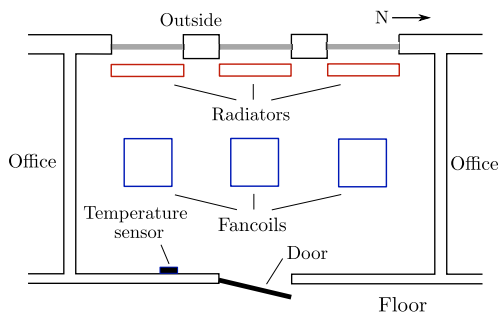 Outside
N
Radiators
Office
Office
Temperature
sensor
Fancoils
Door
Floor